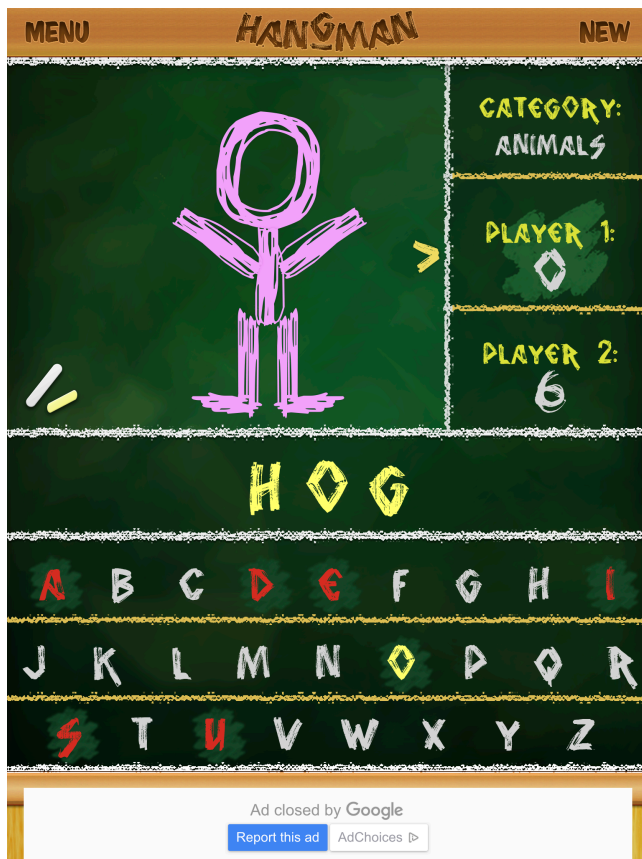 MENU HANGMAN NEW
CATEGORY:
ANIMALS
PLAYER 1:
0
>
PLAYER 2:
6
HOG
A B C D E F G H I
J K L M N O P Q R
S T U V W X Y Z
Ad closed by Google
Report this ad AdChoices